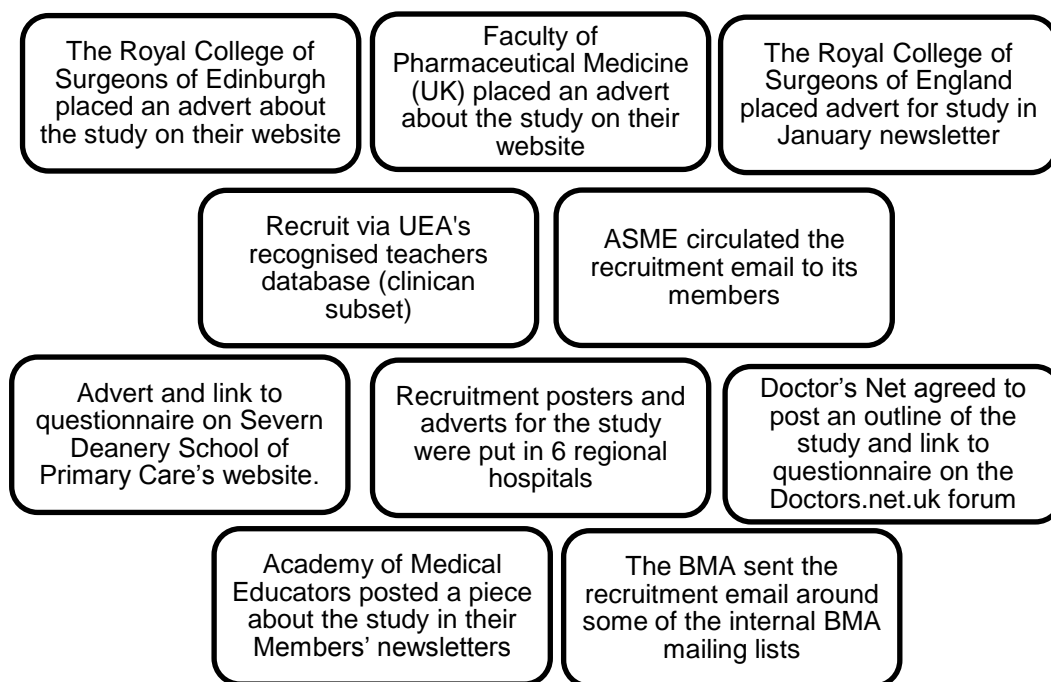 The Royal College of
Surgeons of Edinburgh
placed an advert about
the study on their website
Faculty of
Pharmaceutical Medicine
(UK) placed an advert
about the study on their
website
The Royal College of
Surgeons of England
placed advert for study in
January newsletter
Recruit via UEA's
recognised teachers
database (clinican
subset)
ASME circulated the
recruitment email to its
members
Advert and link to
questionnaire on Severn
Deanery School of
Primary Care’s website.
Recruitment posters and
adverts for the study
were put in 6 regional
hospitals
Doctor’s Net agreed to
post an outline of the
study and link to
questionnaire on the
Doctors.net.uk forum
Academy of Medical
Educators posted a piece
about the study in their
Members’ newsletters
The BMA sent the
recruitment email around
some of the internal BMA
mailing lists